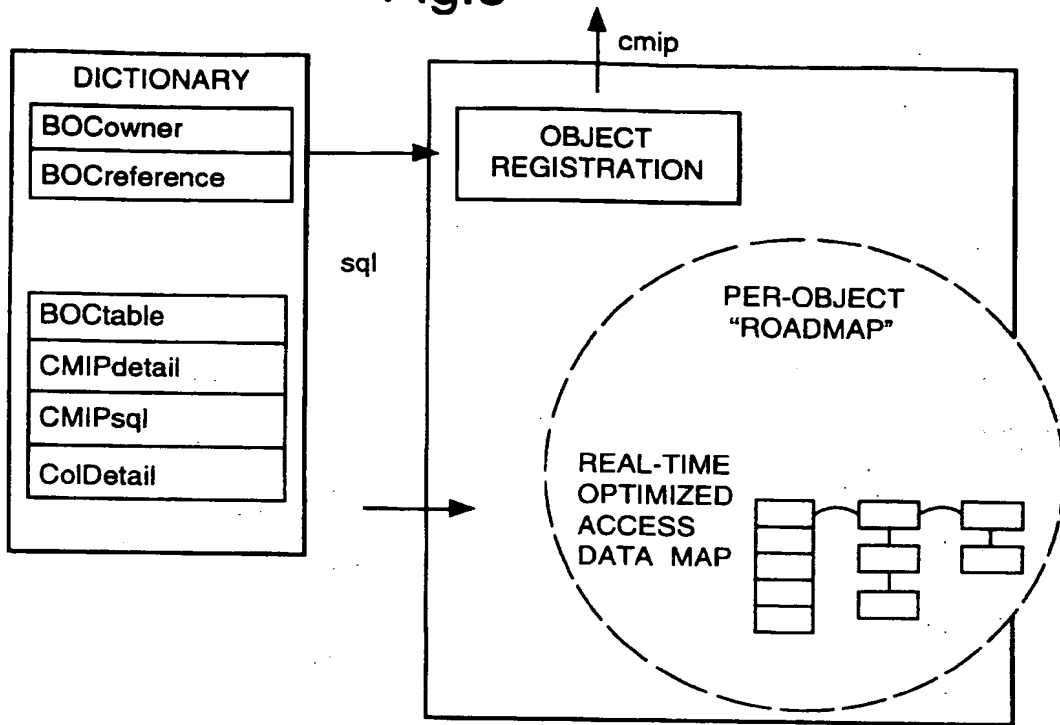 DICTIONARY
BOCowner
BOCreference
BOCtable
CMIPdetail
CMIPsql
ColDetail
sql
cmip
OBJECT
REGISTRATION
PER-OBJECT
“ROADMAP”
REAL-TIME
OPTIMIZED
ACCESS
DATA MAP